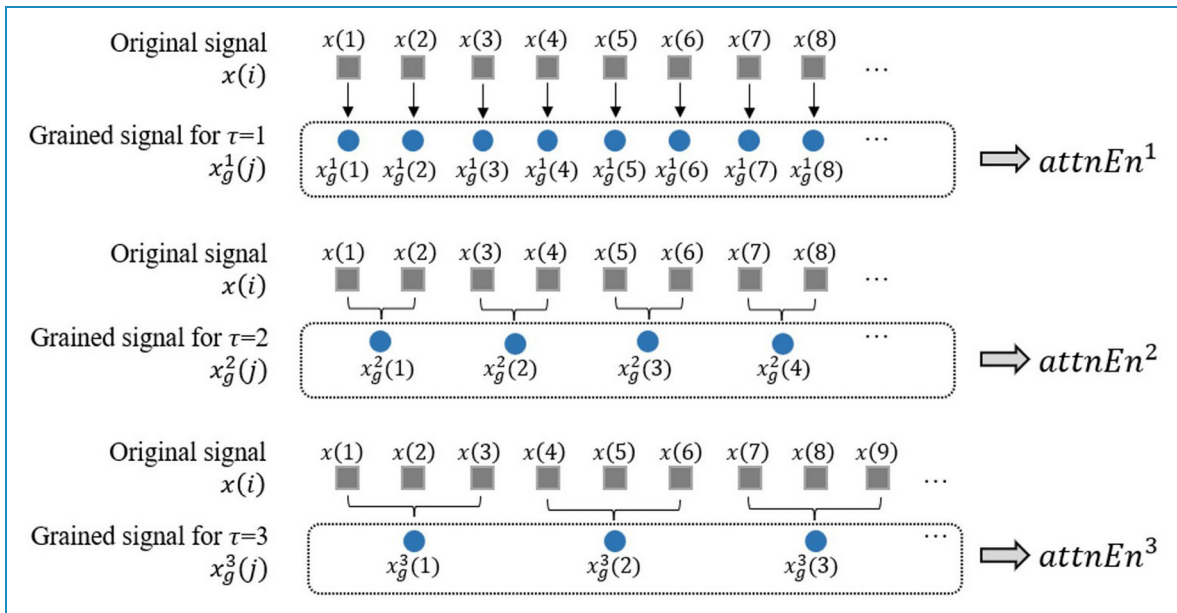 Original signal x(1) x(2) x(3) x(4) x(5) x(6) x(7) x(8)
x(i) ...
Grained signal for τ=1 ...
x_g^1(j) x_g^1(1) x_g^1(2) x_g^1(3) x_g^1(4) x_g^1(5) x_g^1(6) x_g^1(7) x_g^1(8) attnEn^1
Original signal x(1) x(2) x(3) x(4) x(5) x(6) x(7) x(8)
x(i) ...
Grained signal for τ=2 ...
x_g^2(j) x_g^2(1) x_g^2(2) x_g^2(3) x_g^2(4) attnEn^2
Original signal x(1) x(2) x(3) x(4) x(5) x(6) x(7) x(8) x(9)
x(i) ...
Grained signal for τ=3 ...
x_g^3(j) x_g^3(1) x_g^3(2) x_g^3(3) attnEn^3